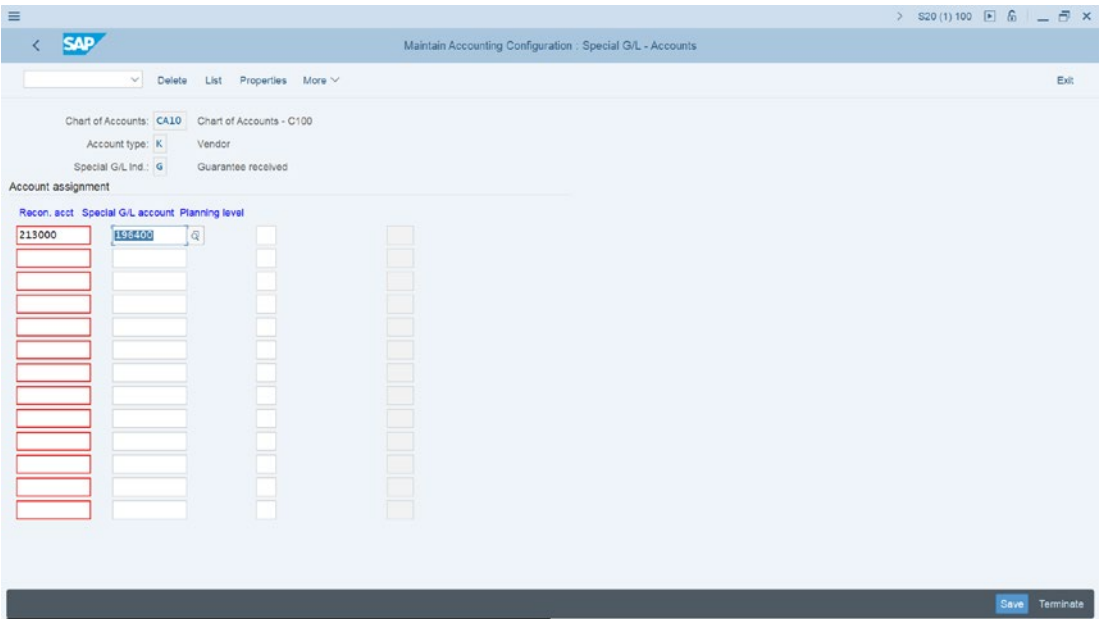 S20 (1) 100
SAP
Maintain Accounting Configuration : Special G/L - Accounts
Delete List Properties More Exit
Chart of Accounts: CA10 Chart of Accounts - C100
Account type: K Vendor
Special G/L Ind.: G Guarantee received
Account assignment
Recon. acct Special G/L account Planning level
213000 196400
Save Terminate